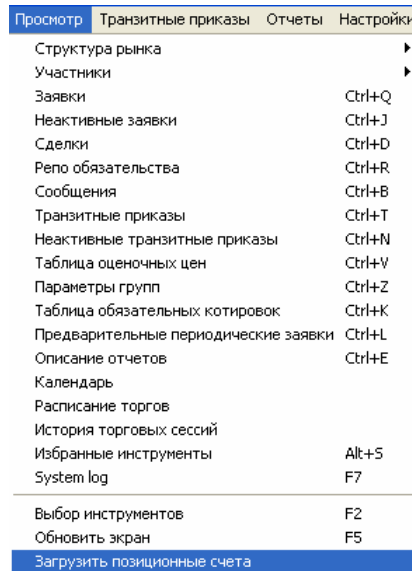 Просмотр Транзитные приказы Отчеты Настройки
Структура рынка
Участники
Заявки Ctrl+Q
Неактивные заявки Ctrl+J
Сделки Ctrl+D
Репо обязательства Ctrl+R
Сообщения Ctrl+B
Транзитные приказы Ctrl+T
Неактивные транзитные приказы Ctrl+N
Таблица оценочных цен Ctrl+V
Параметры групп Ctrl+Z
Таблица обязательных котировок Ctrl+K
Предварительные периодические заявки Ctrl+L
Описание отчетов Ctrl+E
Календарь
Расписание торгов
История торговых сессий
Избранные инструменты Alt+S
System log F7
Выбор инструментов F2
Обновить экран F5
Загрузить позиционные счета